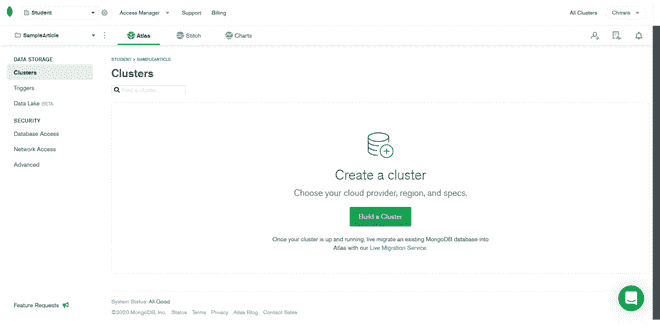 Student
Access Manager
Support
Billing
All Clusters
Chinwis
SampleArticle
Atlas
Stitch
Charts
DATA STORAGE
Clusters
Triggers
Data Lake BETA
SECURITY
Database Access
Network Access
Advanced
STUDENT > SAMPLEARTICLE
Clusters
Find a cluster...
Create a cluster
Choose your cloud provider, region, and specs.
Build a Cluster
Once your cluster is up and running, live migrate an existing MongoDB database into
Atlas with our Live Migration Service.
Feature Requests
System Status: All Good
©2020 MongoDB, Inc.
Status
Terms
Privacy
Atlas Blog
Contact Sales